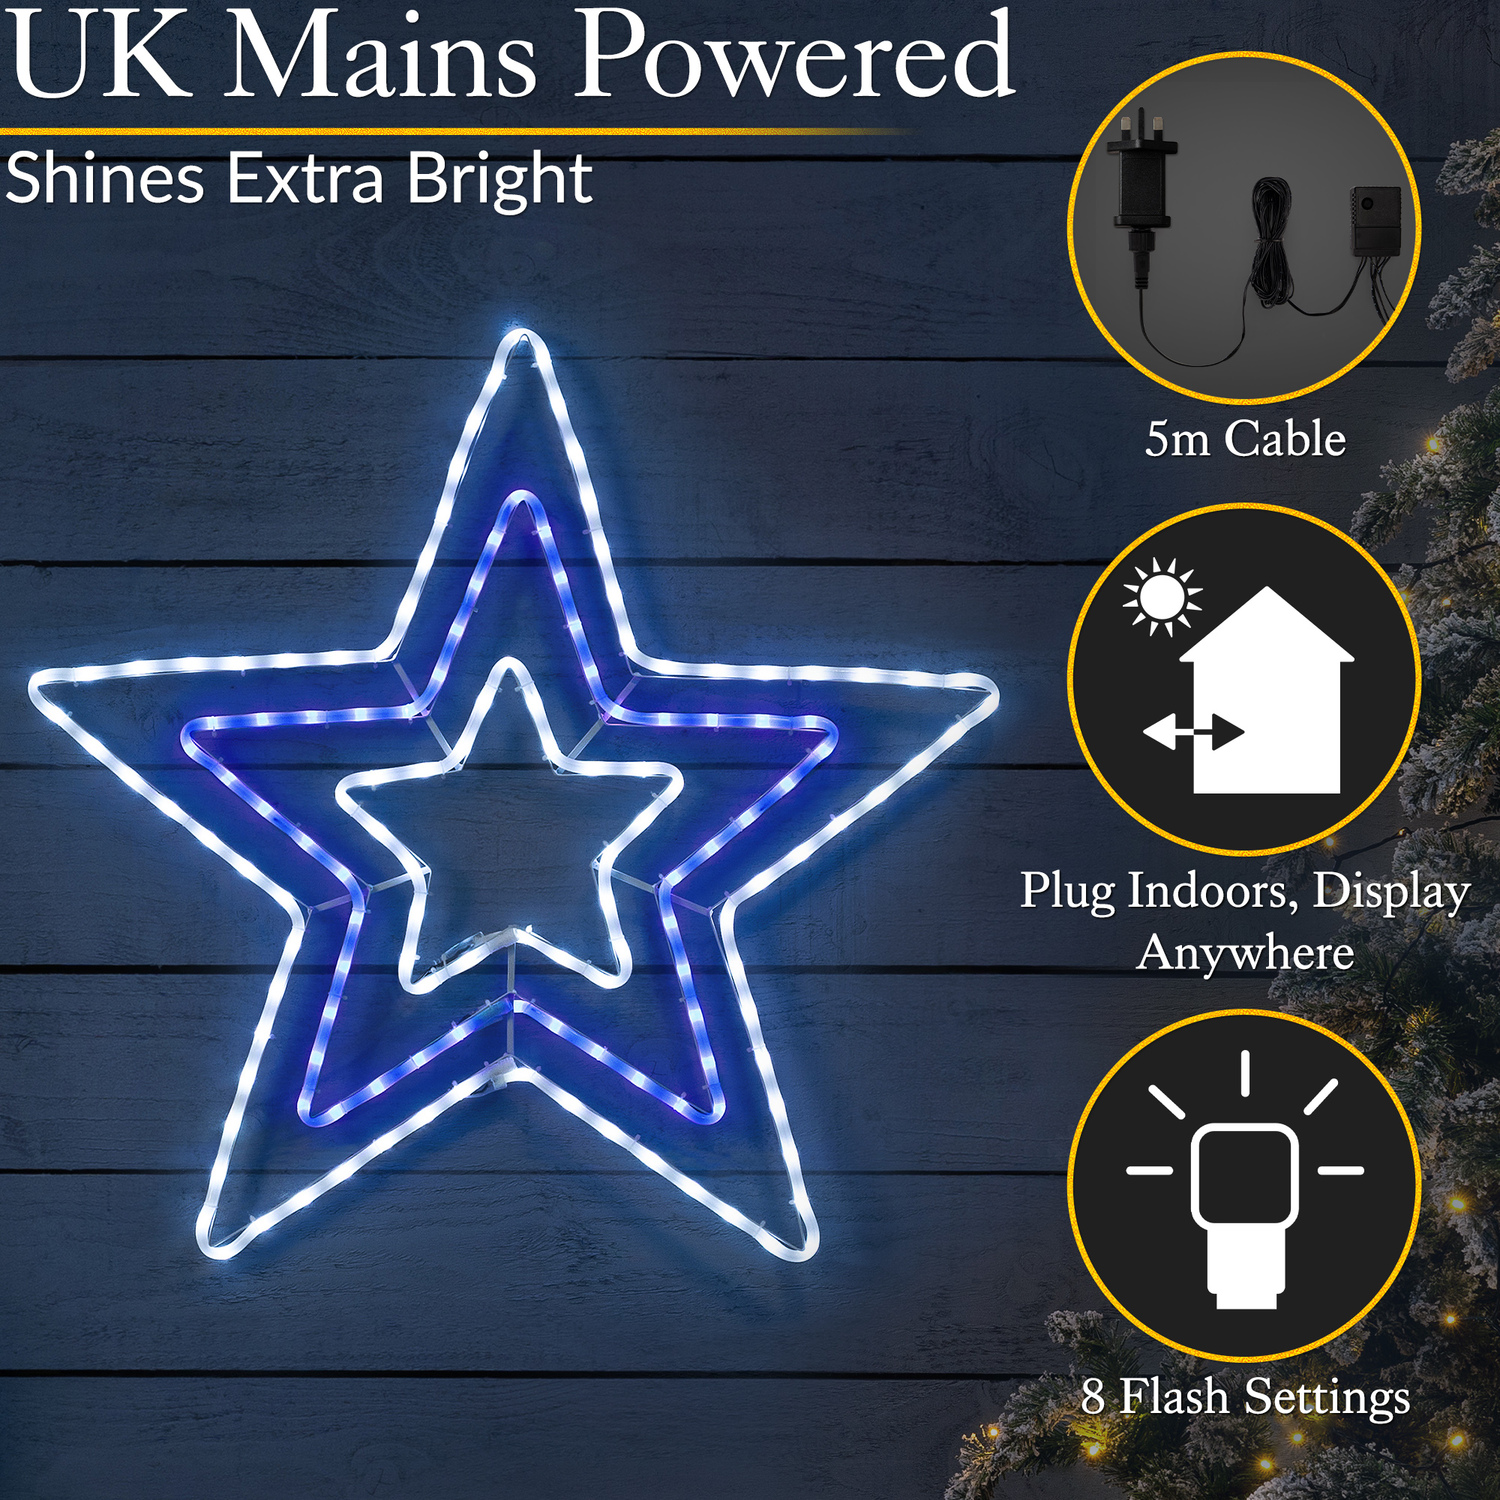 UK Mains Powered
Shines Extra Bright
5m Cable
Plug Indoors, Display
Anywhere
8 Flash Settings